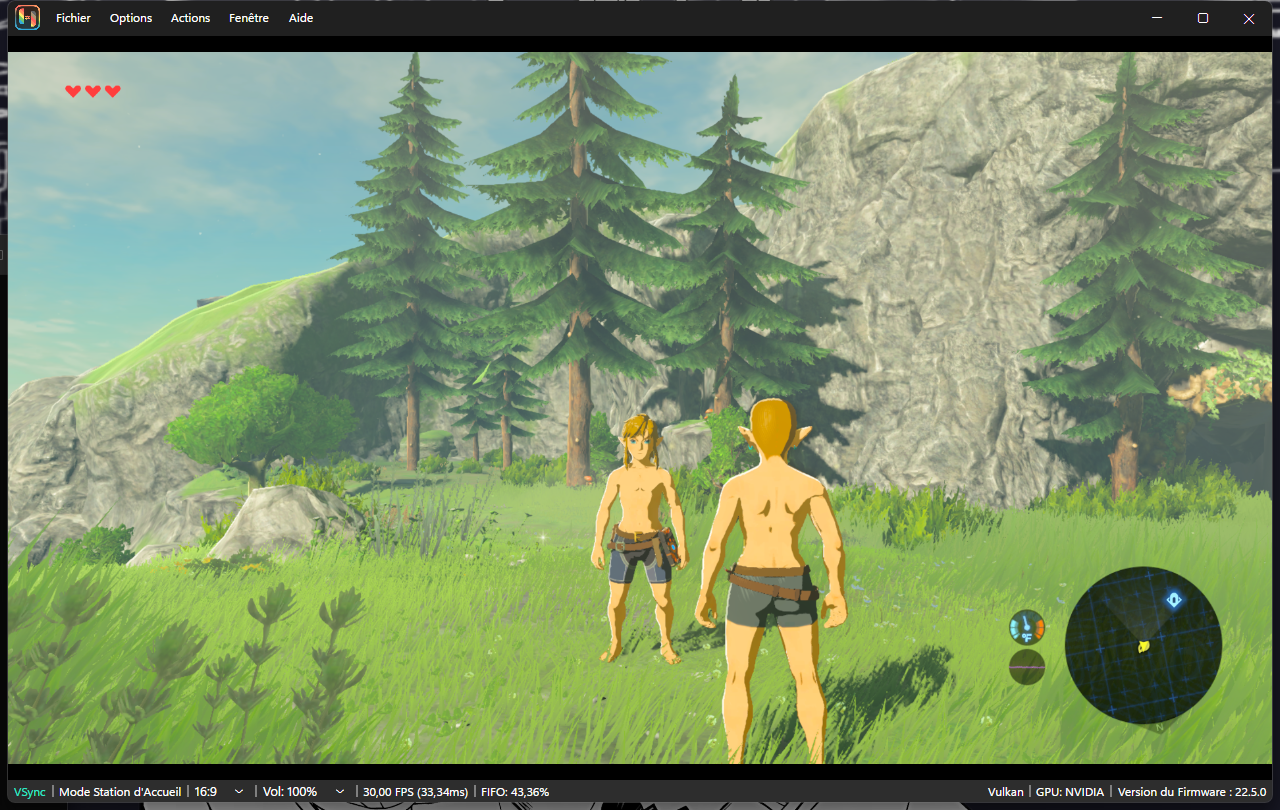 Fichier Options Actions Fenêtre Aide
°F
N
VSync | Mode Station d'Accueil | 16:9 | Vol: 100% | 30,00 FPS (33,34ms) | FIFO: 43,36% Vulkan | GPU: NVIDIA | Version du Firmware : 22.5.0